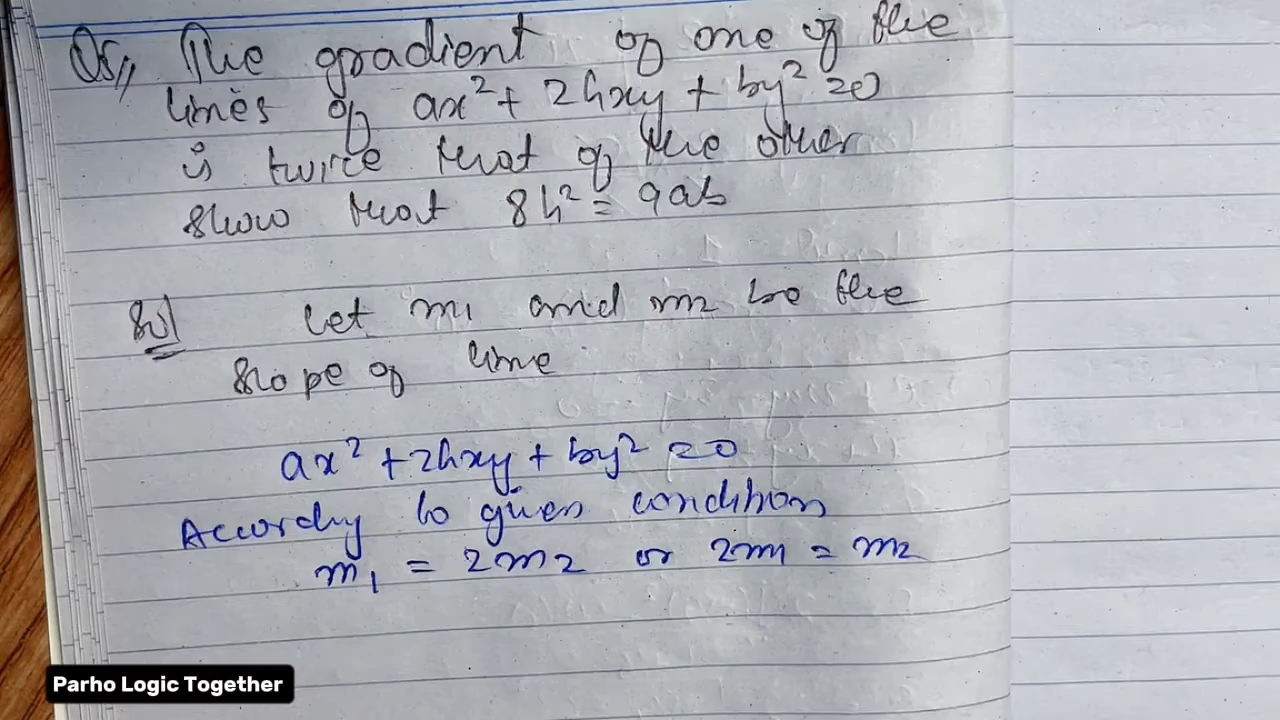 Q5,, The gradient of one of the
lines of ax² + 2hxy + by² = 0
is twice that of the other
show that 8h² = 9ab
Sol Let m₁ and m₂ be the
slope of line
ax² + 2hxy + by² = 0
According to given condition
m₁ = 2m₂ or 2m₁ = m₂
Parho Logic Together